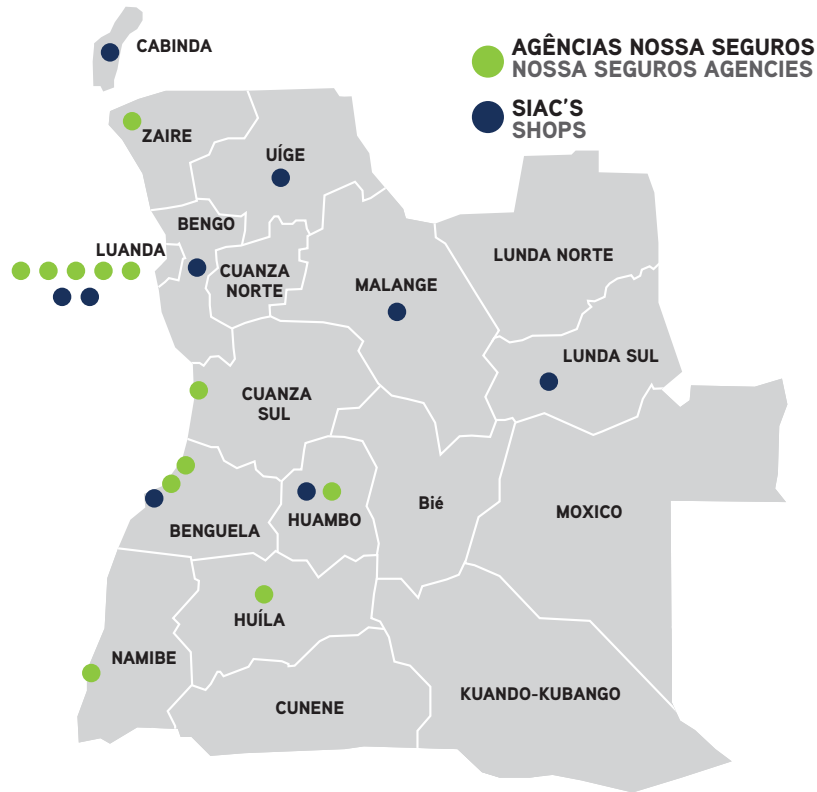 CABINDA
AGÊNCIAS NOSSA SEGUROS
NOSSA SEGUROS AGENCIES
SIAC'S
SHOPS
ZAIRE
UÍGE
BENGO
LUANDA
CUANZA
NORTE
MALANGE
LUNDA NORTE
LUNDA SUL
CUANZA
SUL
BENGUELA
HUAMBO
Bié
MOXICO
HUÍLA
NAMIBE
CUNENE
KUANDO-KUBANGO